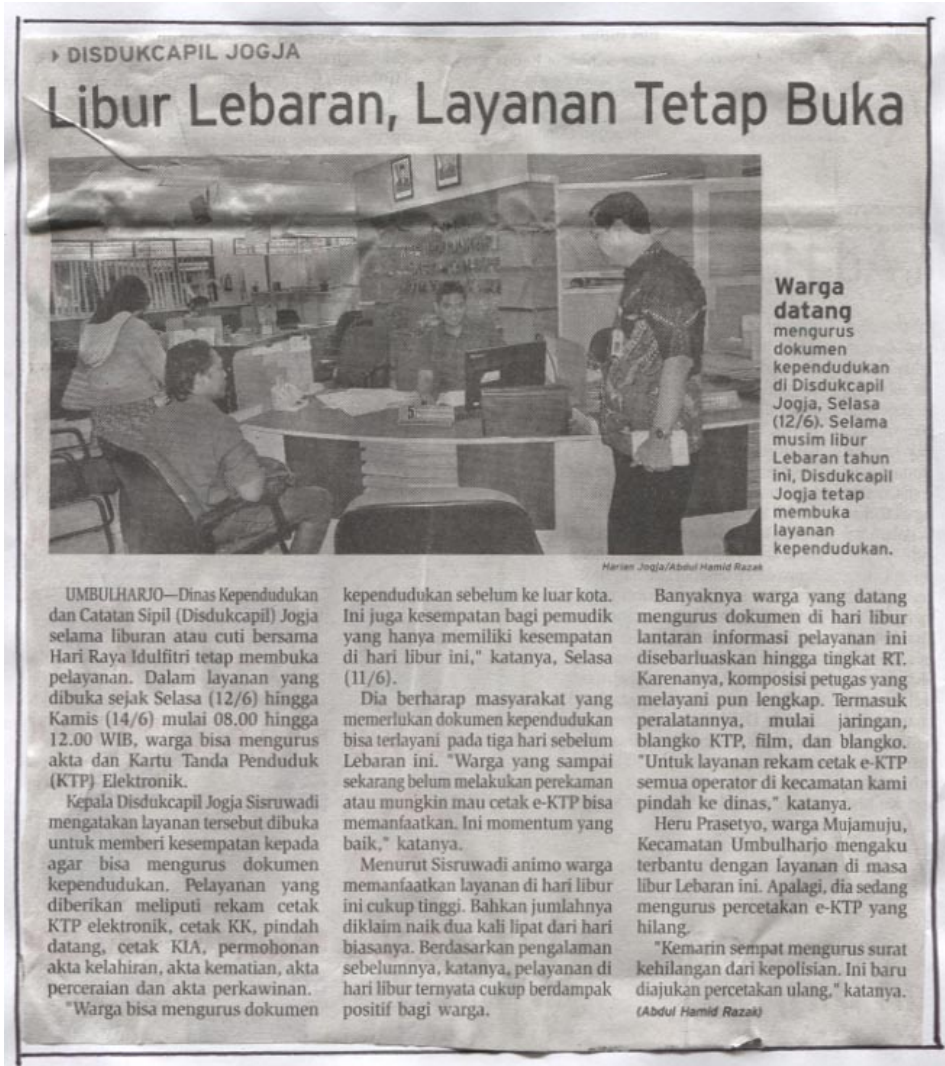 DISDUKCAPIL JOGJA
Libur Lebaran, Layanan Tetap Buka
Warga
datang
mengurus
dokumen
kependudukan
di Disdukcapil
Jogja, Selasa
(12/6). Selama
musim libur
Lebaran tahun
ini, Disdukcapil
Jogja tetap
membuka
layanan
kependudukan.
5
Harian Jogja/Abdul Hamid Razak
UMBULHARJO—Dinas Kependudukan
dan Catatan Sipil (Disdukcapil) Jogja
selama liburan atau cuti bersama
Hari Raya Idulfitri tetap membuka
pelayanan. Dalam layanan yang
dibuka sejak Selasa (12/6) hingga
Kamis (14/6) mulai 08.00 hingga
12.00 WIB, warga bisa mengurus
akta dan Kartu Tanda Penduduk
(KTP) Elektronik.
Kepala Disdukcapil Jogja Sisruwadi
mengatakan layanan tersebut dibuka
untuk memberi kesempatan kepada
agar bisa mengurus dokumen
kependudukan. Pelayanan yang
diberikan meliputi rekam cetak
KTP elektronik, cetak KK, pindah
datang, cetak KIA, permohonan
akta kelahiran, akta kematian, akta
perceraian dan akta perkawinan.
"Warga bisa mengurus dokumen
kependudukan sebelum ke luar kota.
Ini juga kesempatan bagi pemudik
yang hanya memiliki kesempatan
di hari libur ini," katanya, Selasa
(11/6).
Dia berharap masyarakat yang
memerlukan dokumen kependudukan
bisa terlayani pada tiga hari sebelum
Lebaran ini. "Warga yang sampai
sekarang belum melakukan perekaman
atau mungkin mau cetak e-KTP bisa
memanfaatkan. Ini momentum yang
baik," katanya.
Menurut Sisruwadi animo warga
memanfaatkan layanan di hari libur
ini cukup tinggi. Bahkan jumlahnya
diklaim naik dua kali lipat dari hari
biasanya. Berdasarkan pengalaman
sebelumnya, katanya, pelayanan di
hari libur ternyata cukup berdampak
positif bagi warga.
Banyaknya warga yang datang
mengurus dokumen di hari libur
lantaran informasi pelayanan ini
disebarluaskan hingga tingkat RT.
Karenanya, komposisi petugas yang
melayani pun lengkap. Termasuk
peralatannya, mulai jaringan,
blangko KTP, film, dan blangko.
"Untuk layanan rekam cetak e-KTP
semua operator di kecamatan kami
pindah ke dinas," katanya.
Heru Prasetyo, warga Mujamuju,
Kecamatan Umbulharjo mengaku
terbantu dengan layanan di masa
libur Lebaran ini. Apalagi, dia sedang
mengurus percetakan e-KTP yang
hilang.
"Kemarin sempat mengurus surat
kehilangan dari kepolisian. Ini baru
diajukan percetakan ulang," katanya.
(Abdul Hamid Razak)